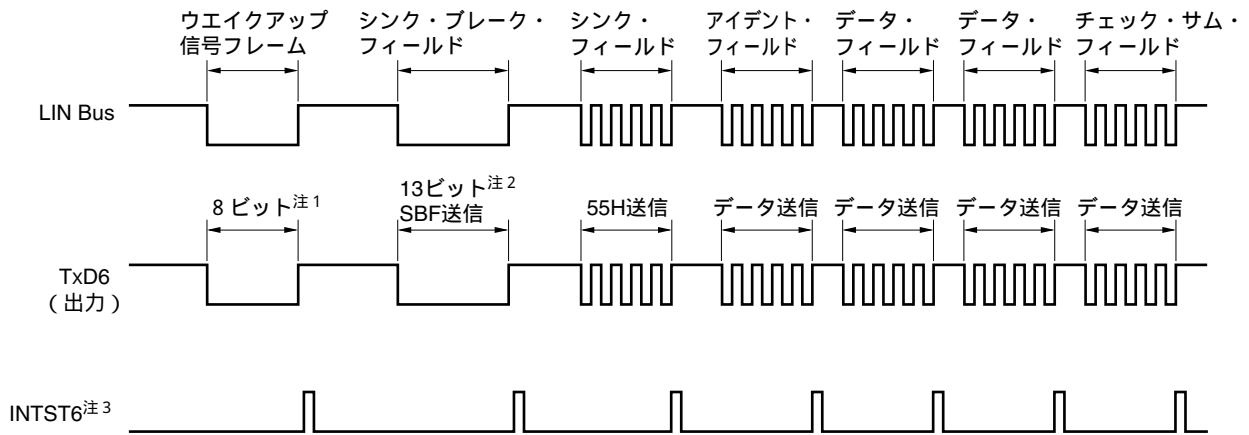 ウエイクアップ
信号フレーム
シンク・ブレーク・
フィールド
シンク・
フィールド
アイデント・
フィールド
データ・
フィールド
データ・
フィールド
チェック・サム・
フィールド
LIN Bus
8 ビット注1
13ビット注2
SBF送信
55H送信
データ送信
データ送信
データ送信
データ送信
TxD6
（出力）
INTST6注3